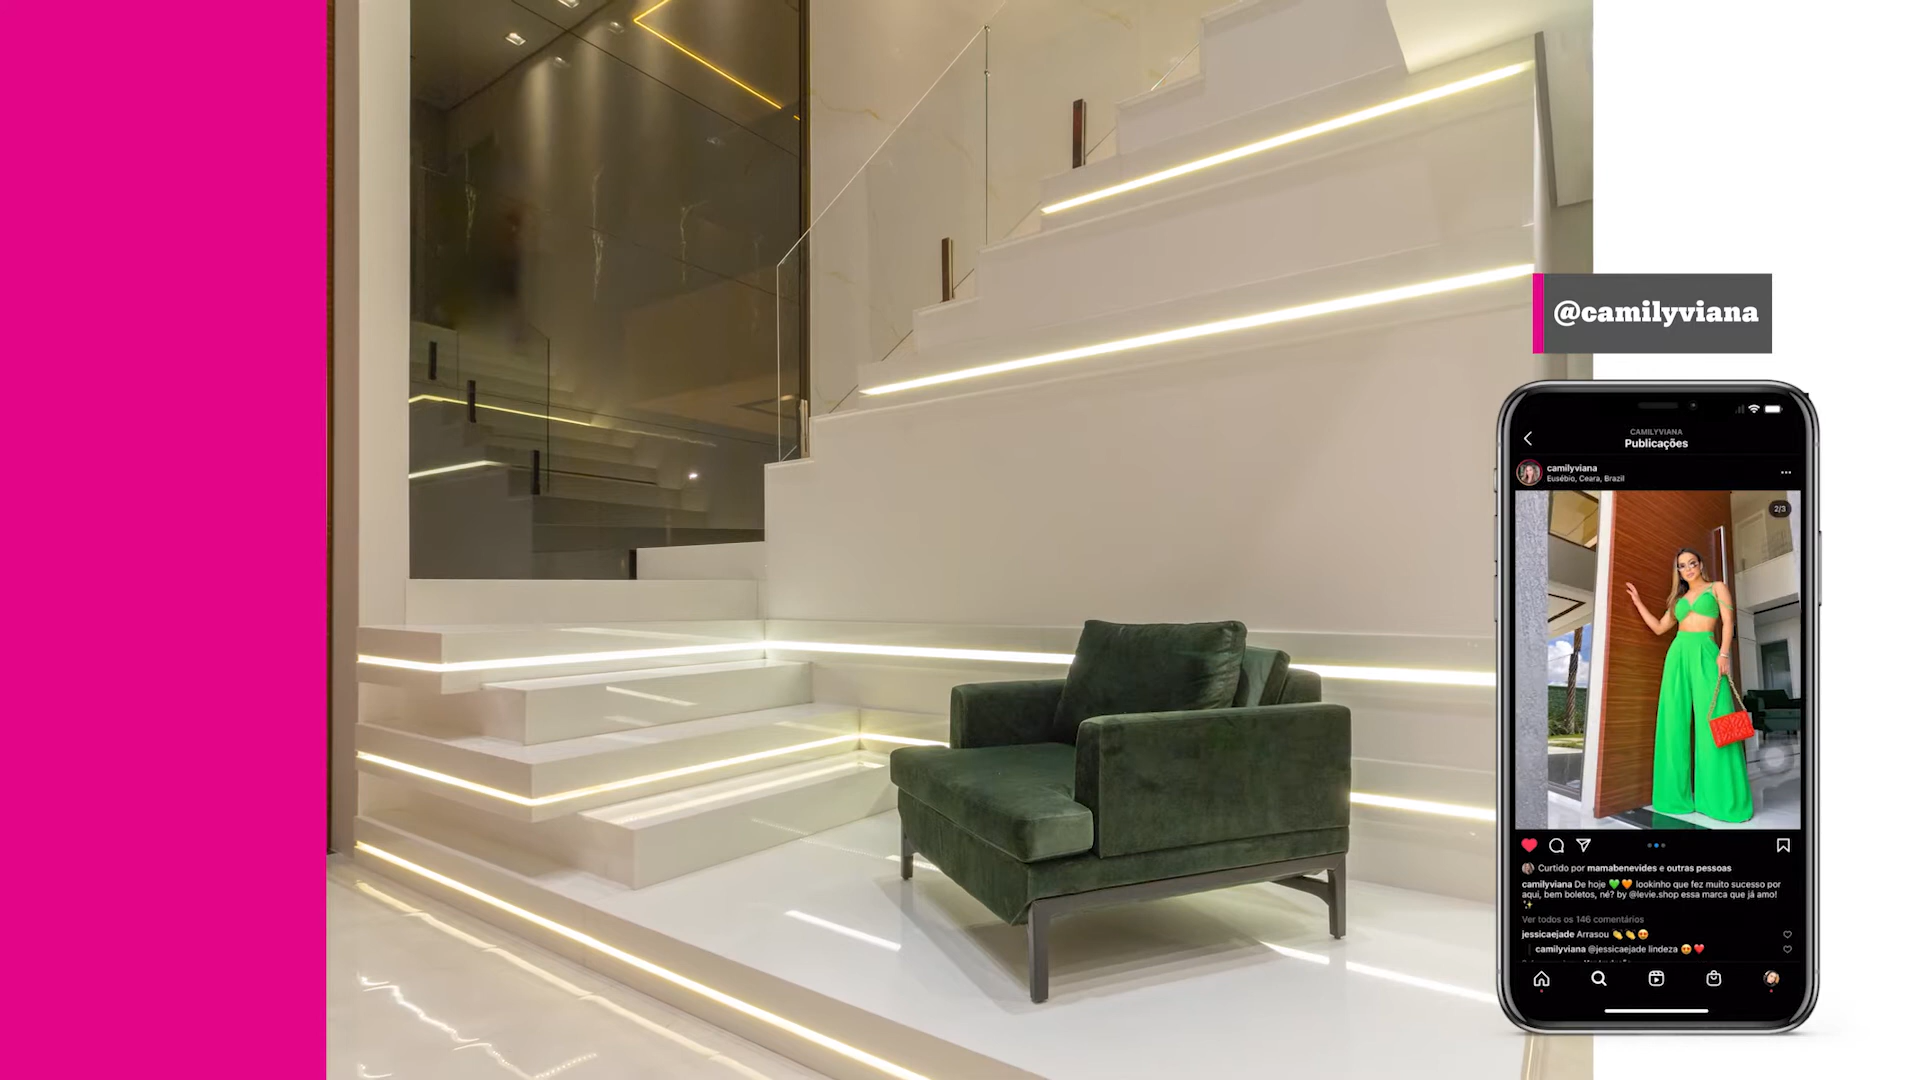 @camilyviana
CAMILYVIANA
Publicações
camilyviana
Eusébio, Ceara, Brazil
2/3
Curtido por mamabenevides e outras pessoas
camilyviana De hoje 💚🧡 lookinho que fez muito sucesso por
aqui, bem boletos, né? by @levie.shop essa marca que já amo!
✨
Ver todos os 146 comentários
jessicaejade Arrasou 👏👏😍
camilyviana @jessicaejade lindeza 😍❤️